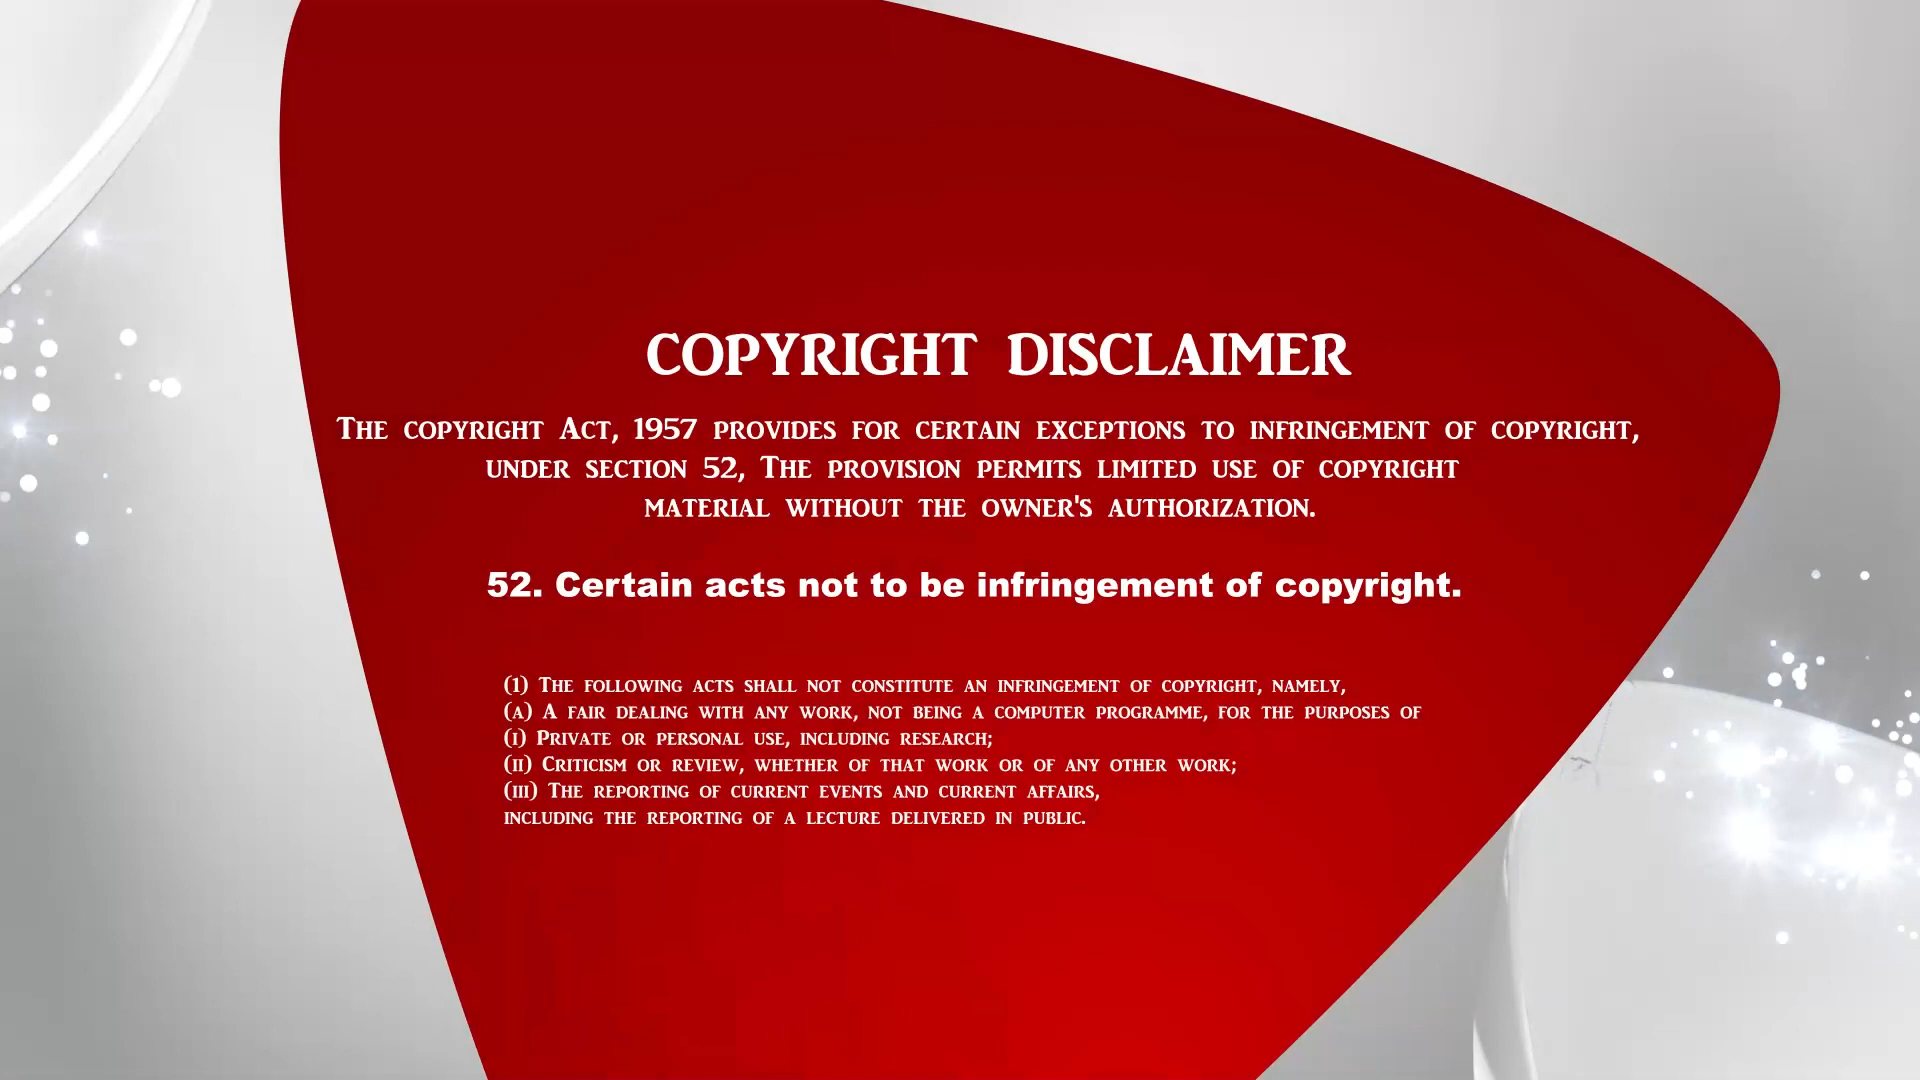 COPYRIGHT DISCLAIMER
The copyright Act, 1957 provides for certain exceptions to infringement of copyright,
under section 52, The provision permits limited use of copyright
material without the owner's authorization.
52. Certain acts not to be infringement of copyright.
(1) The following acts shall not constitute an infringement of copyright, namely,
(a) A fair dealing with any work, not being a computer programme, for the purposes of
(i) Private or personal use, including research;
(ii) Criticism or review, whether of that work or of any other work;
(iii) The reporting of current events and current affairs,
including the reporting of a lecture delivered in public.